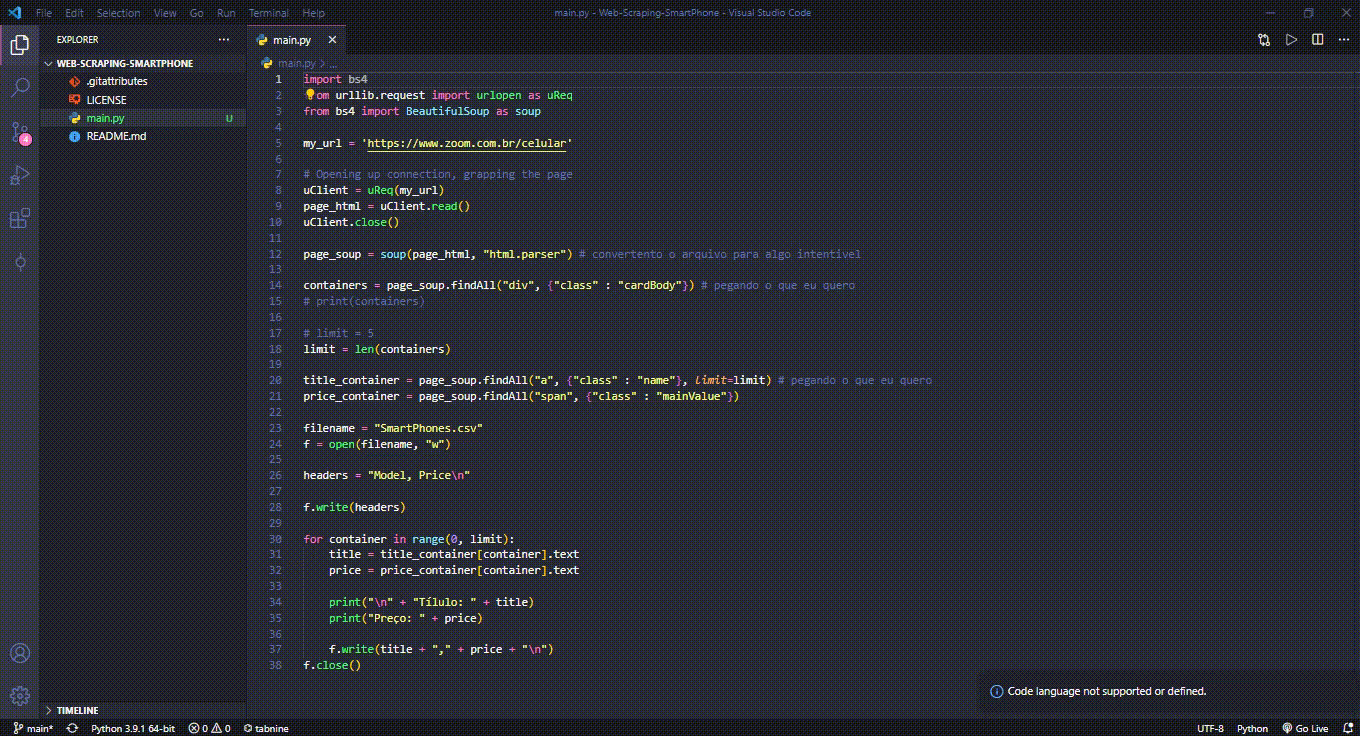 File Edit Selection View Go Run Terminal Help main.py - Web-Scraping-SmartPhone - Visual Studio Code
EXPLORER
WEB-SCRAPING-SMARTPHONE
.gitattributes
LICENSE
main.py U
README.md
4
TIMELINE
main.py
main.py > ...
1 import bs4
2 om urllib.request import urlopen as uReq
3 from bs4 import BeautifulSoup as soup
4
5 my_url = 'https://www.zoom.com.br/celular'
6
7 # Opening up connection, grapping the page
8 uClient = uReq(my_url)
9 page_html = uClient.read()
10 uClient.close()
11
12 page_soup = soup(page_html, "html.parser") # convertento o arquivo para algo intentivel
13
14 containers = page_soup.findAll("div", {"class" : "cardBody"}) # pegando o que eu quero
15 # print(containers)
16
17 # limit = 5
18 limit = len(containers)
19
20 title_container = page_soup.findAll("a", {"class" : "name"}, limit=limit) # pegando o que eu quero
21 price_container = page_soup.findAll("span", {"class" : "mainValue"})
22
23 filename = "SmartPhones.csv"
24 f = open(filename, "w")
25
26 headers = "Model, Price\n"
27
28 f.write(headers)
29
30 for container in range(0, limit):
31 title = title_container[container].text
32 price = price_container[container].text
33
34 print("\n" + "Tílulo: " + title)
35 print("Preço: " + price)
36
37 f.write(title + "," + price + "\n")
38 f.close()
Code language not supported or defined.
main* Python 3.9.1 64-bit 0 0 tabnine UTF-8 Python Go Live